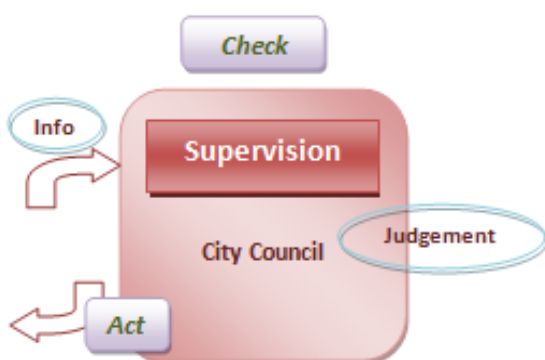 Check
Info
Supervision
City Council
Judgement
Act